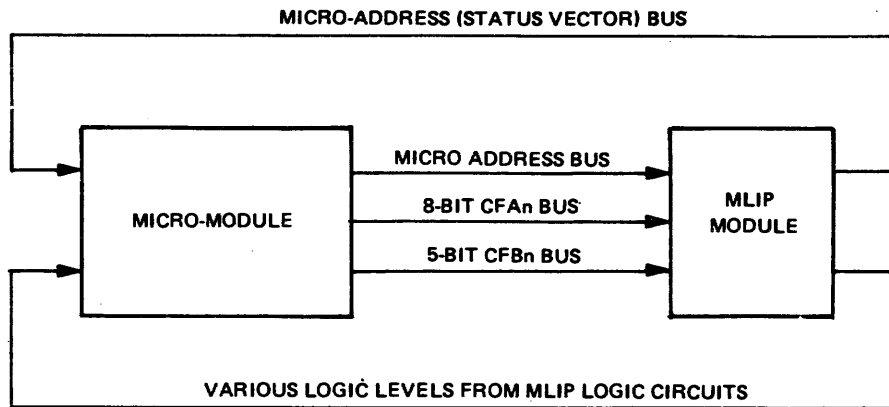 MICRO-ADDRESS (STATUS VECTOR) BUS
MICRO-MODULE
MICRO ADDRESS BUS
8-BIT CFAn BUS
5-BIT CFBn BUS
MLIP
MODULE
VARIOUS LOGIC LEVELS FROM MLIP LOGIC CIRCUITS